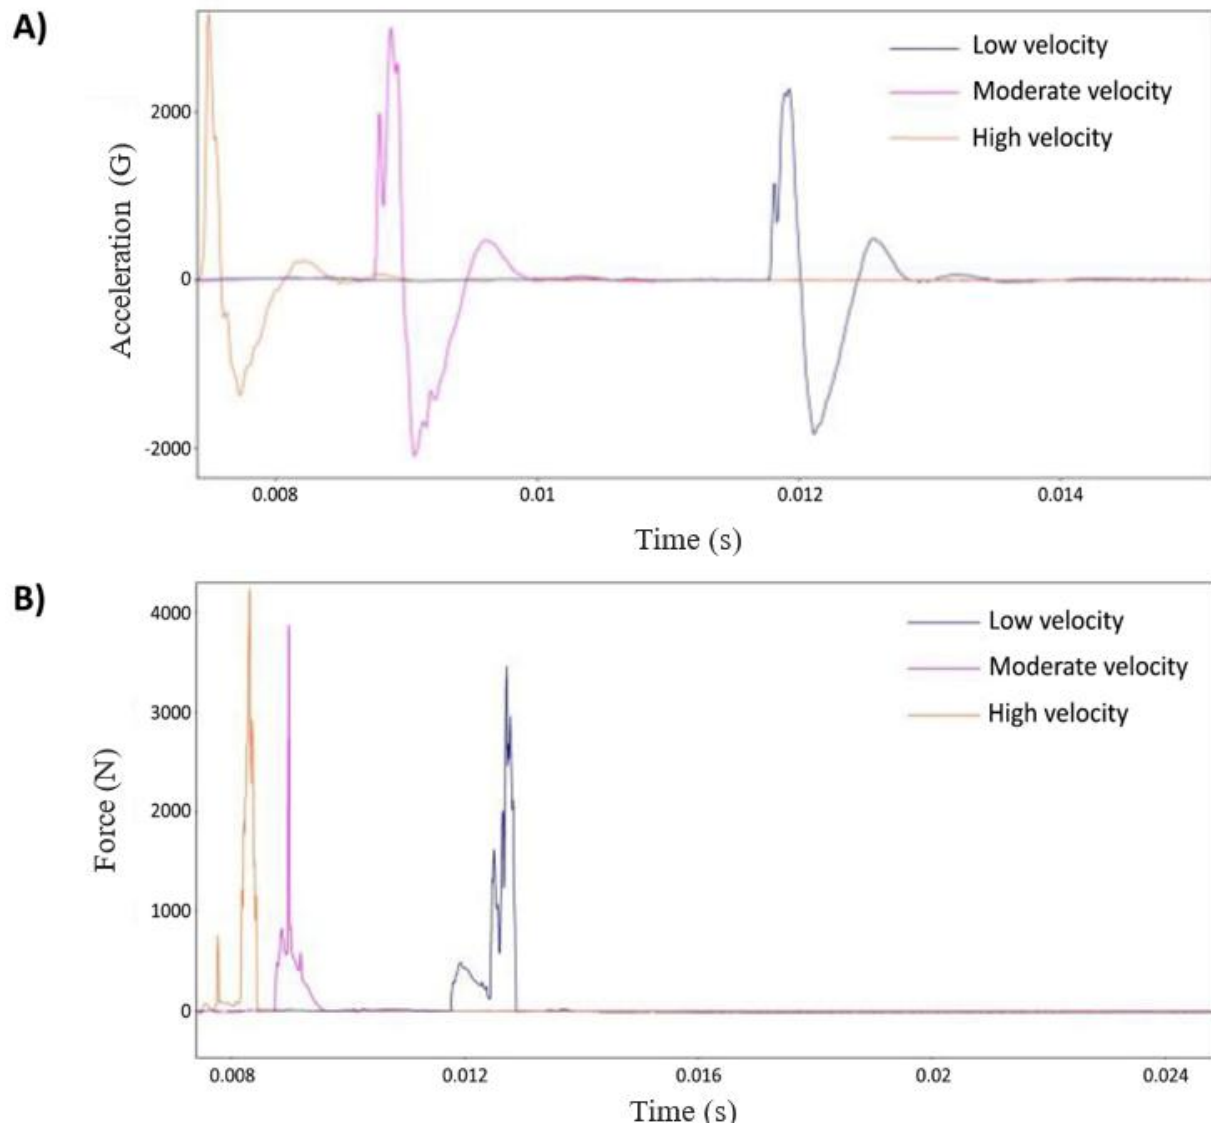 A)
Low velocity
Moderate velocity
High velocity
2000
0
-2000
Acceleration (G)
0.008 0.01 0.012 0.014
Time (s)
B)
Low velocity
Moderate velocity
High velocity
4000
3000
2000
1000
0
Force (N)
0.008 0.012 0.016 0.02 0.024
Time (s)